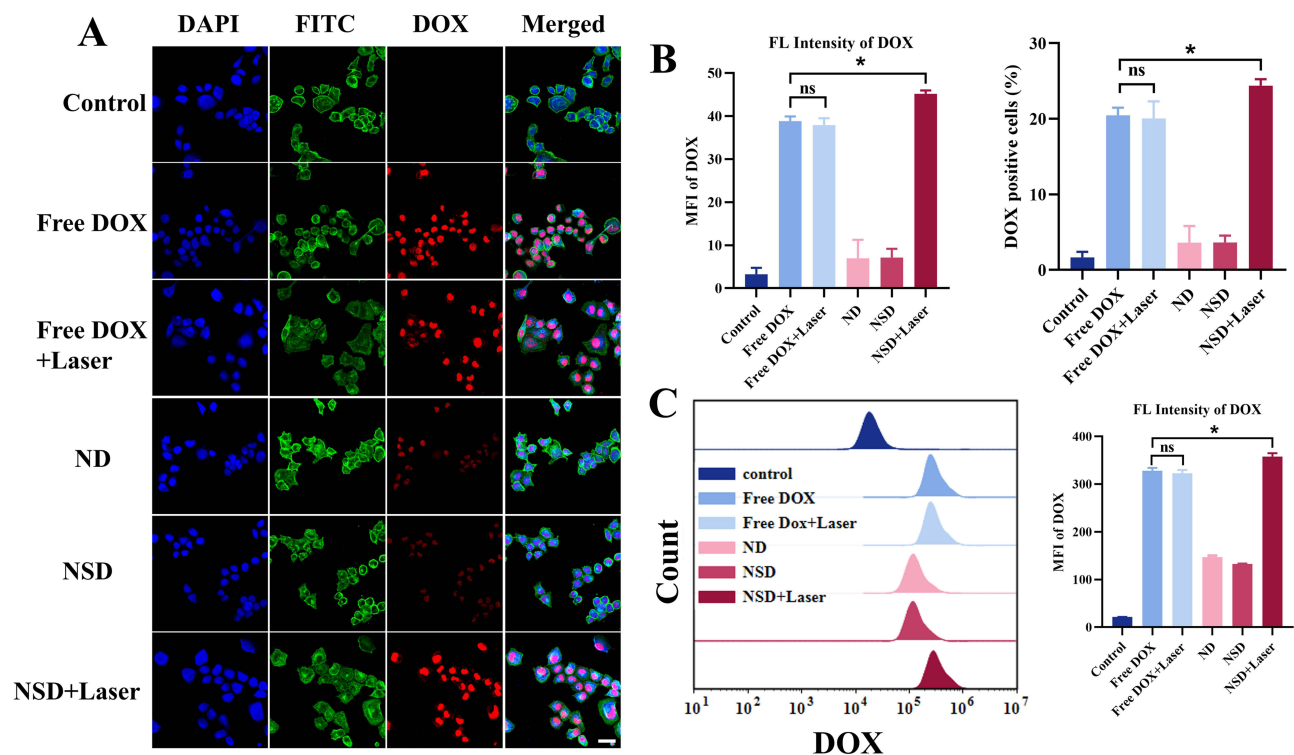 A
DAPI FITC DOX Merged
Control
Free DOX
Free DOX
+Laser
ND
NSD
NSD+Laser
B
FL Intensity of DOX
MFI of DOX
50
40
30
20
10
0
*
ns
Control
Free DOX
Free DOX+Laser
ND
NSD
NSD+Laser
DOX positive cells (%)
30
20
10
0
*
ns
Control
Free DOX
Free DOX+Laser
ND
NSD
NSD+Laser
C
Count
control
Free DOX
Free Dox+Laser
ND
NSD
NSD+Laser
10¹ 10² 10³ 10⁴ 10⁵ 10⁶ 10⁷
DOX
FL Intensity of DOX
MFI of DOX
400
300
200
100
0
*
ns
Control
Free DOX
Free DOX+Laser
ND
NSD
NSD+Laser